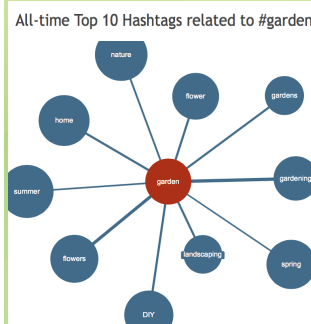 All-time Top 10 Hashtags related to #garden
nature
flower
gardens
home
garden
gardening
summer
flowers
landscaping
spring
DIY